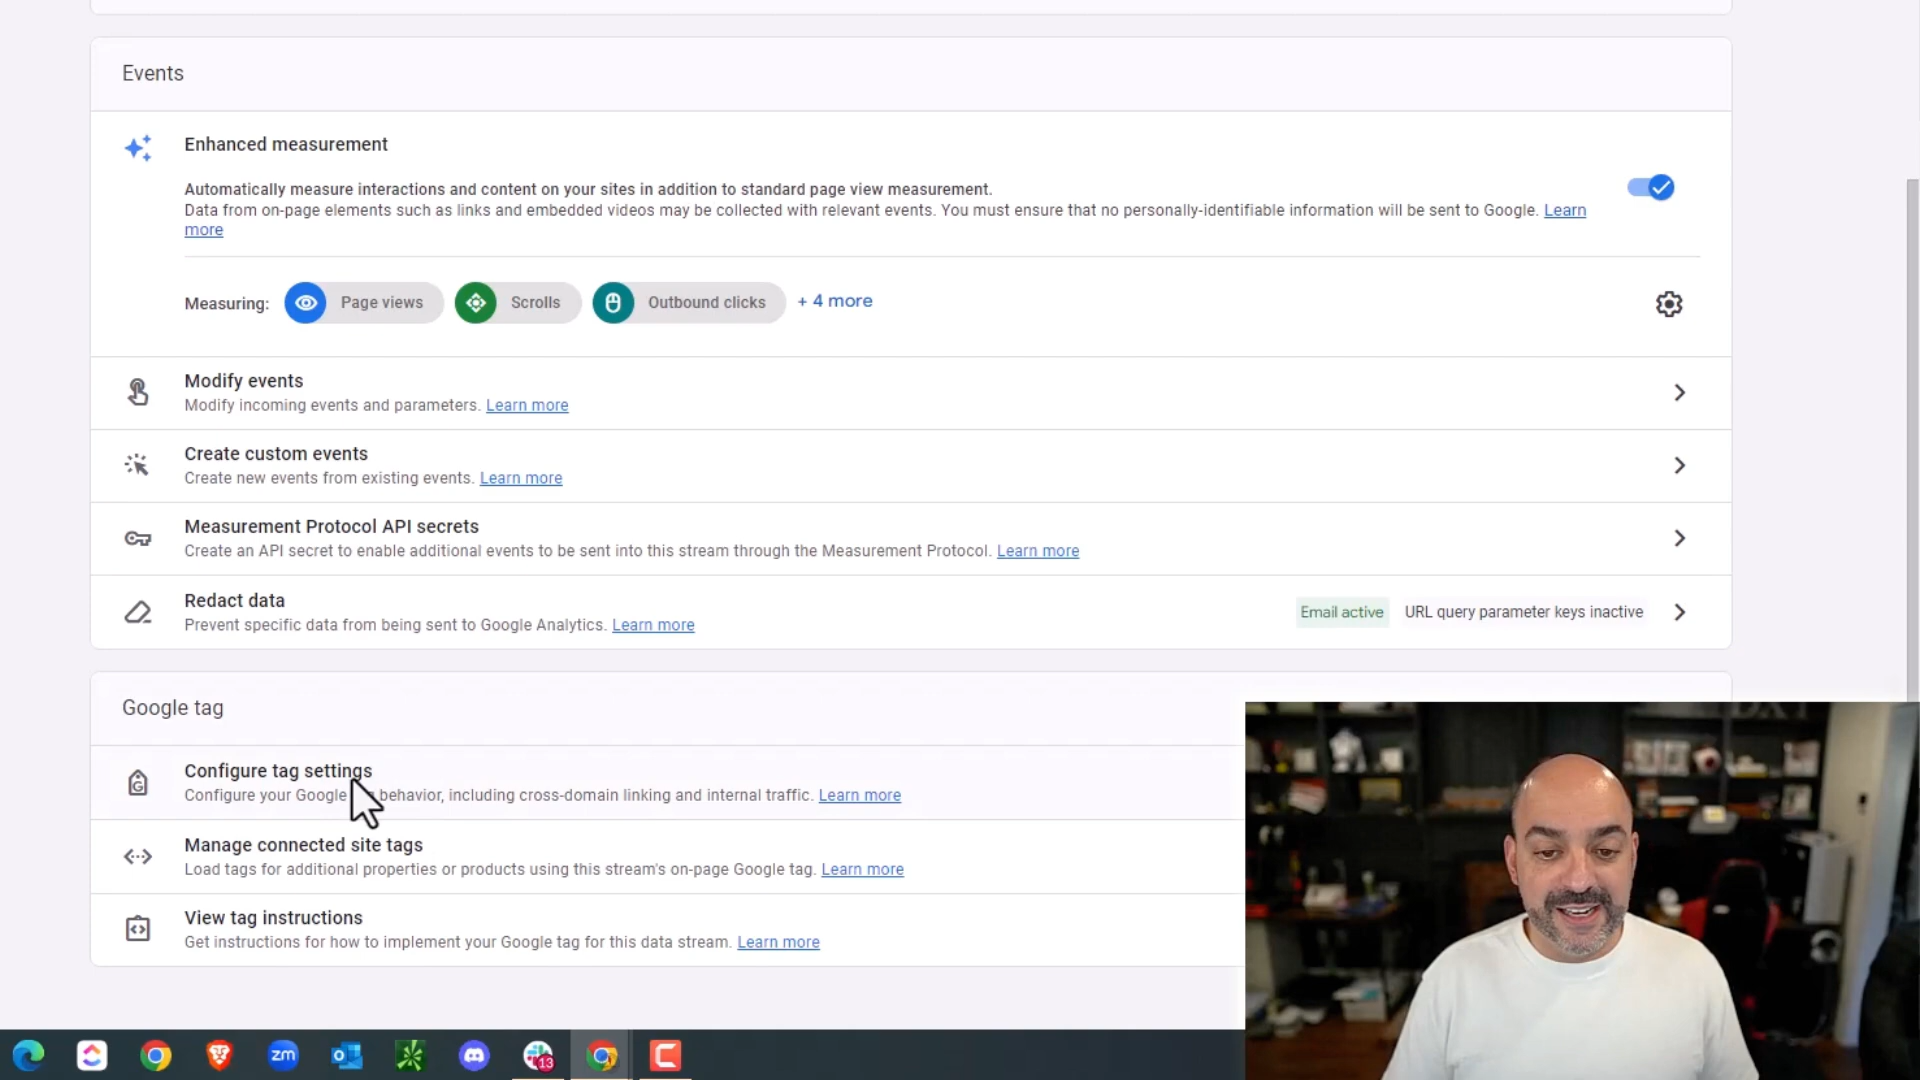 Events
Enhanced measurement
Automatically measure interactions and content on your sites in addition to standard page view measurement.
Data from on-page elements such as links and embedded videos may be collected with relevant events. You must ensure that no personally-identifiable information will be sent to Google. Learn
more
Measuring: Page views Scrolls Outbound clicks + 4 more
Modify events
Modify incoming events and parameters. Learn more
Create custom events
Create new events from existing events. Learn more
Measurement Protocol API secrets
Create an API secret to enable additional events to be sent into this stream through the Measurement Protocol. Learn more
Redact data
Prevent specific data from being sent to Google Analytics. Learn more
Email active URL query parameter keys inactive
Google tag
Configure tag settings
Configure your Google behavior, including cross-domain linking and internal traffic. Learn more
Manage connected site tags
Load tags for additional properties or products using this stream's on-page Google tag. Learn more
View tag instructions
Get instructions for how to implement your Google tag for this data stream. Learn more
zm
13